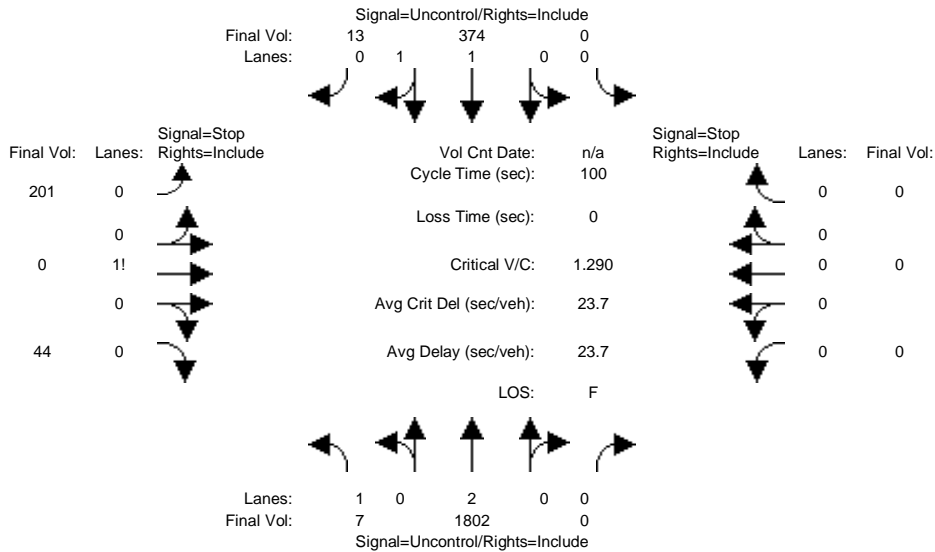 Signal=Uncontrol/Rights=Include
Final Vol: 13 374 0
Lanes: 0 1 1 0 0
Signal=Stop Signal=Stop
Final Vol: Lanes: Rights=Include Vol Cnt Date: n/a Rights=Include Lanes: Final Vol:
Cycle Time (sec): 100
201 0 0 0
Loss Time (sec): 0
0 0
0 1! Critical V/C: 1.290 0 0
0 Avg Crit Del (sec/veh): 23.7 0
44 0 Avg Delay (sec/veh): 23.7 0 0
LOS: F
Lanes: 1 0 2 0 0
Final Vol: 7 1802 0
Signal=Uncontrol/Rights=Include